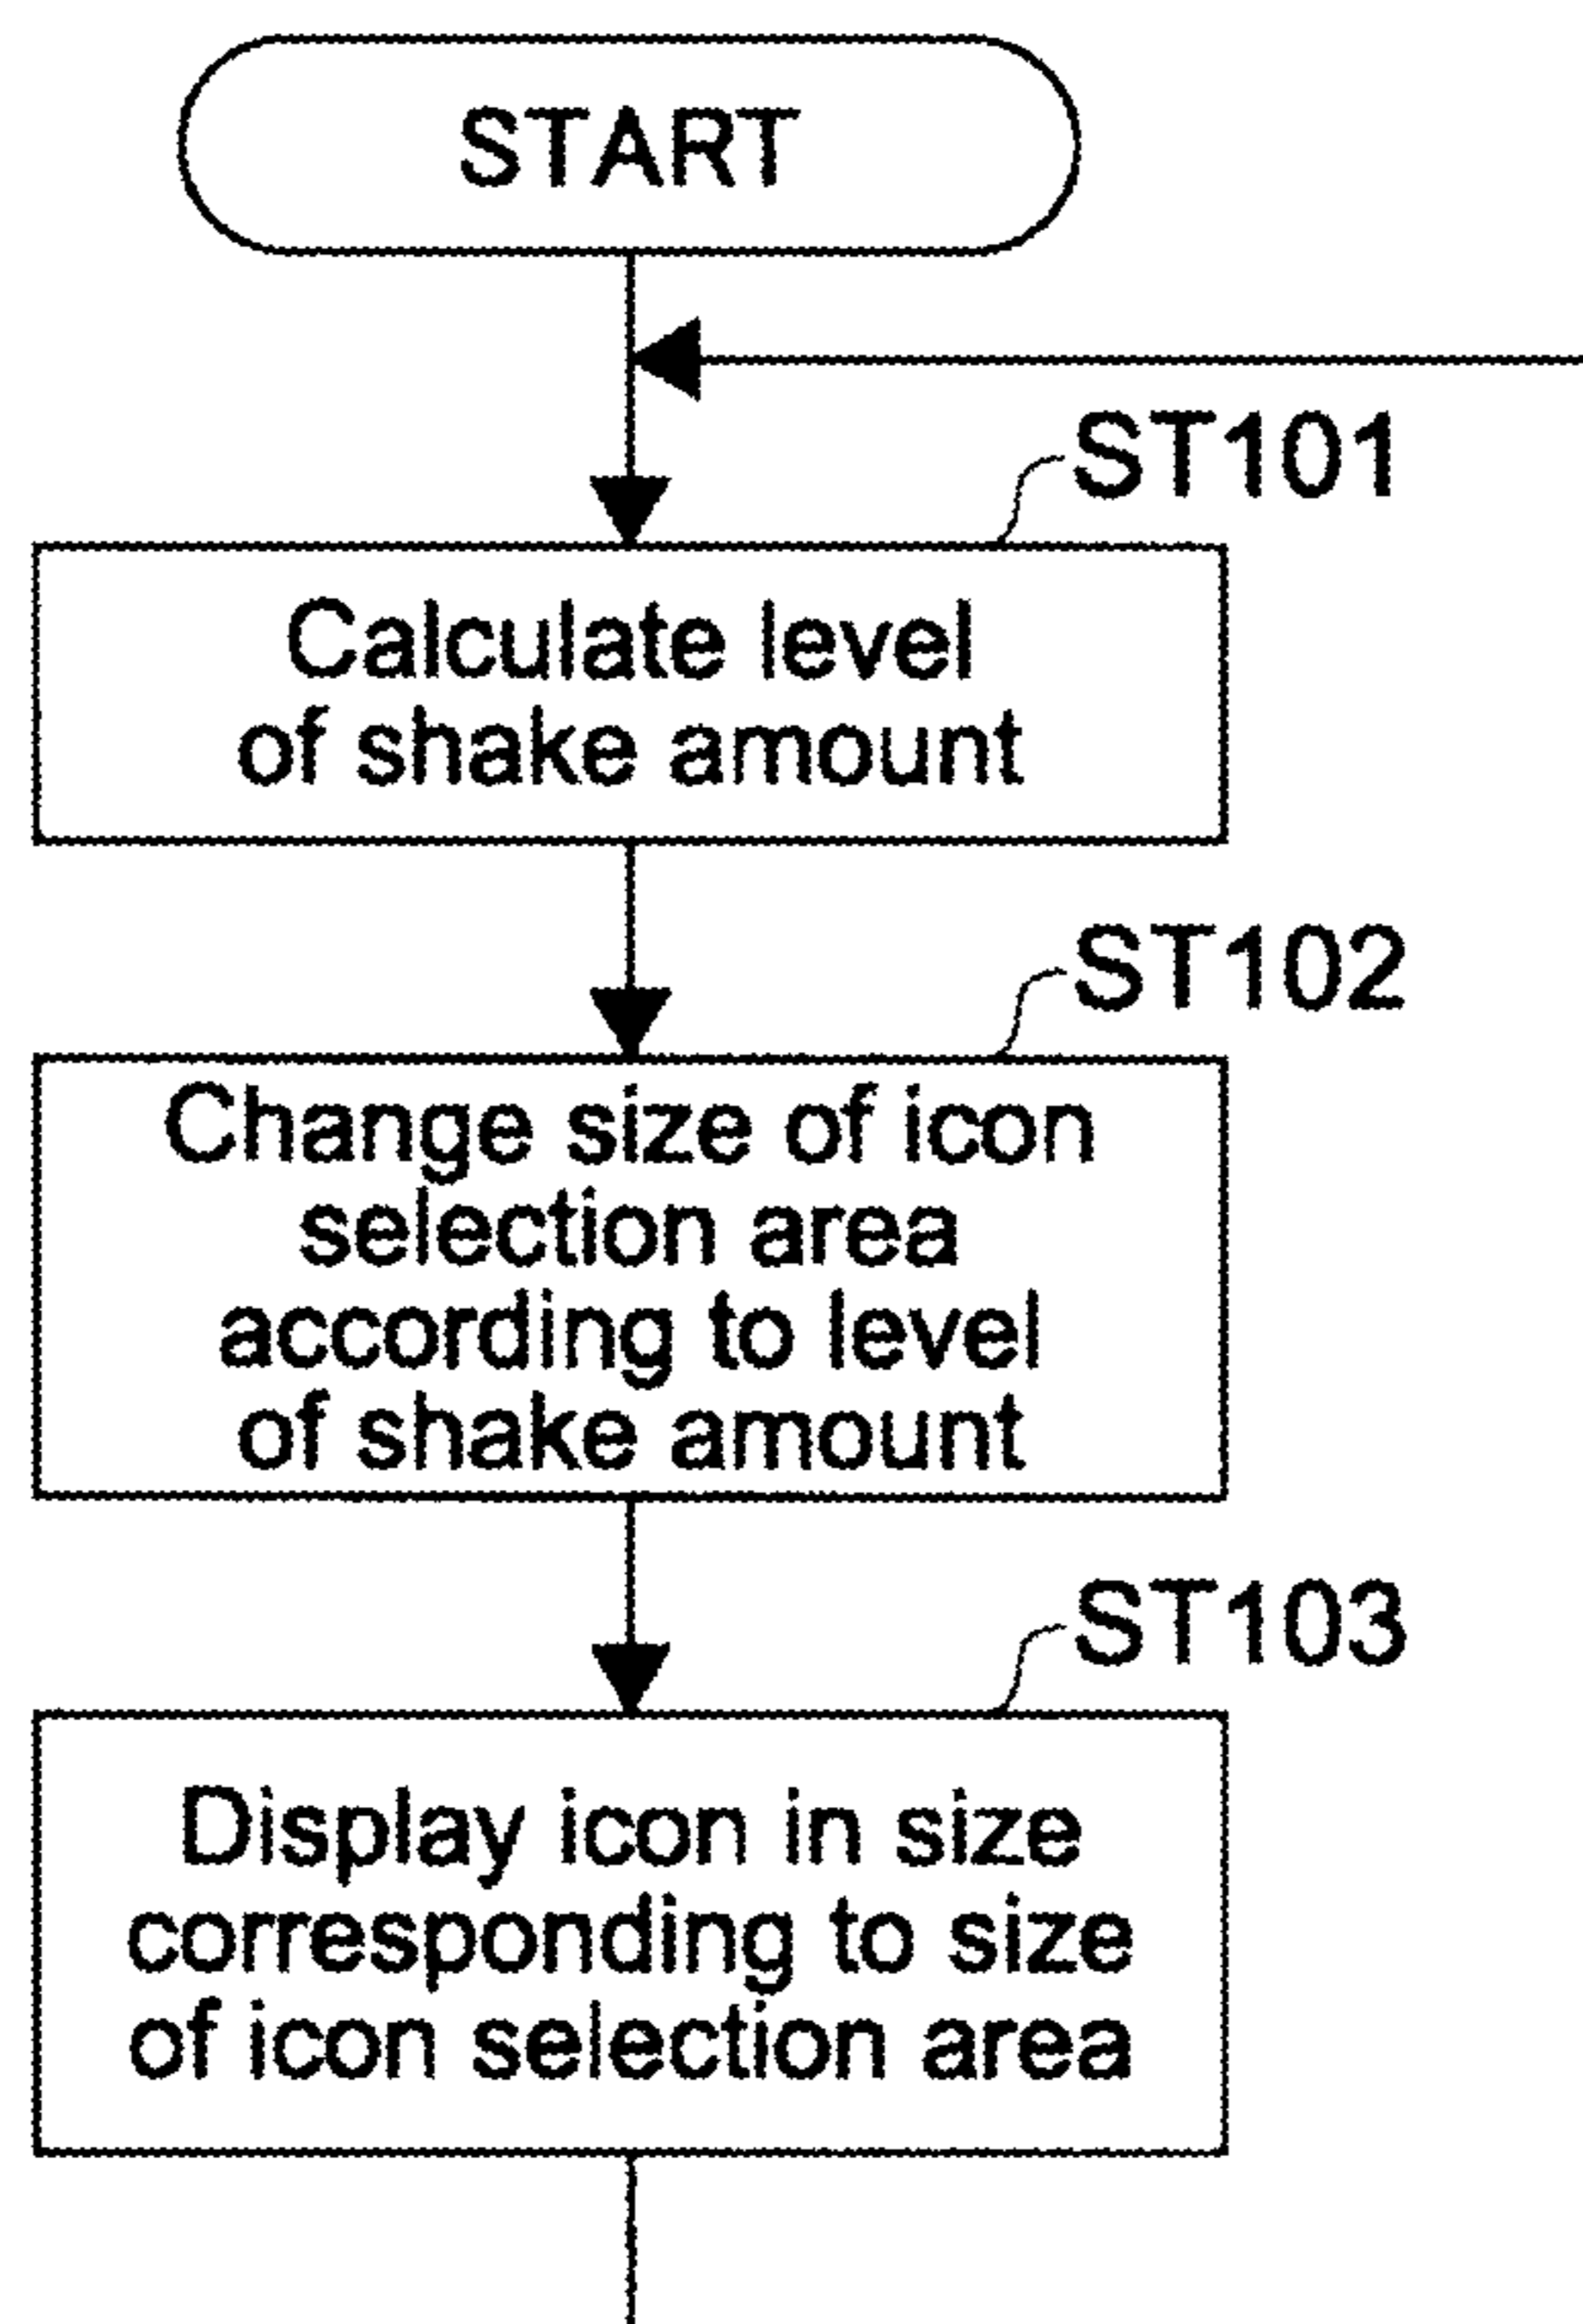 START
ST101
Calculate level
of shake amount
ST102
Change size of icon
selection area
according to level
of shake amount
ST103
Display icon in size
corresponding to size
of icon selection area